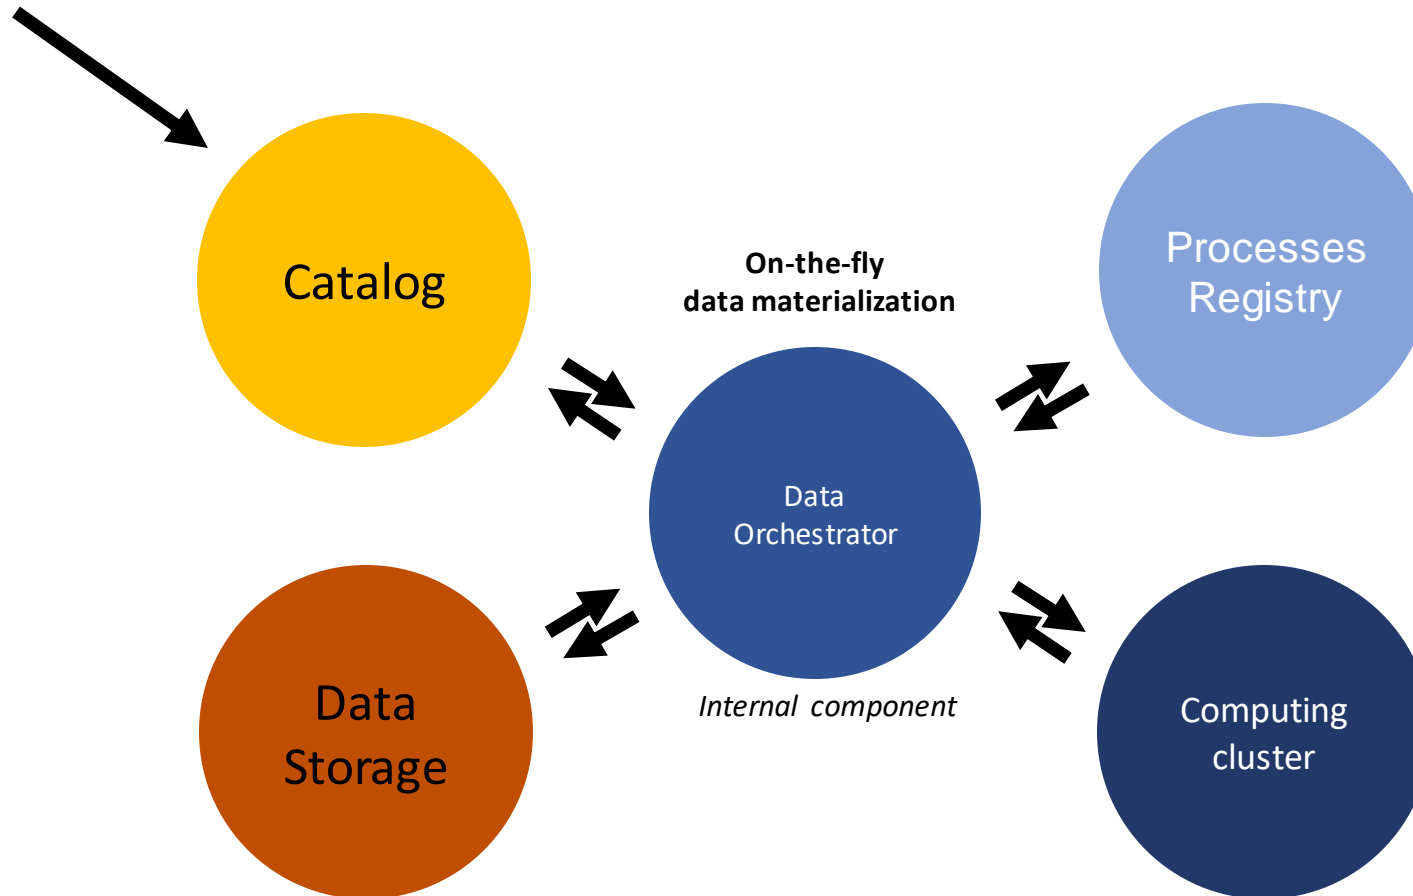 Catalog
On-the-fly
data materialization
Processes
Registry
Data
Orchestrator
Internal component
Data
Storage
Computing
cluster